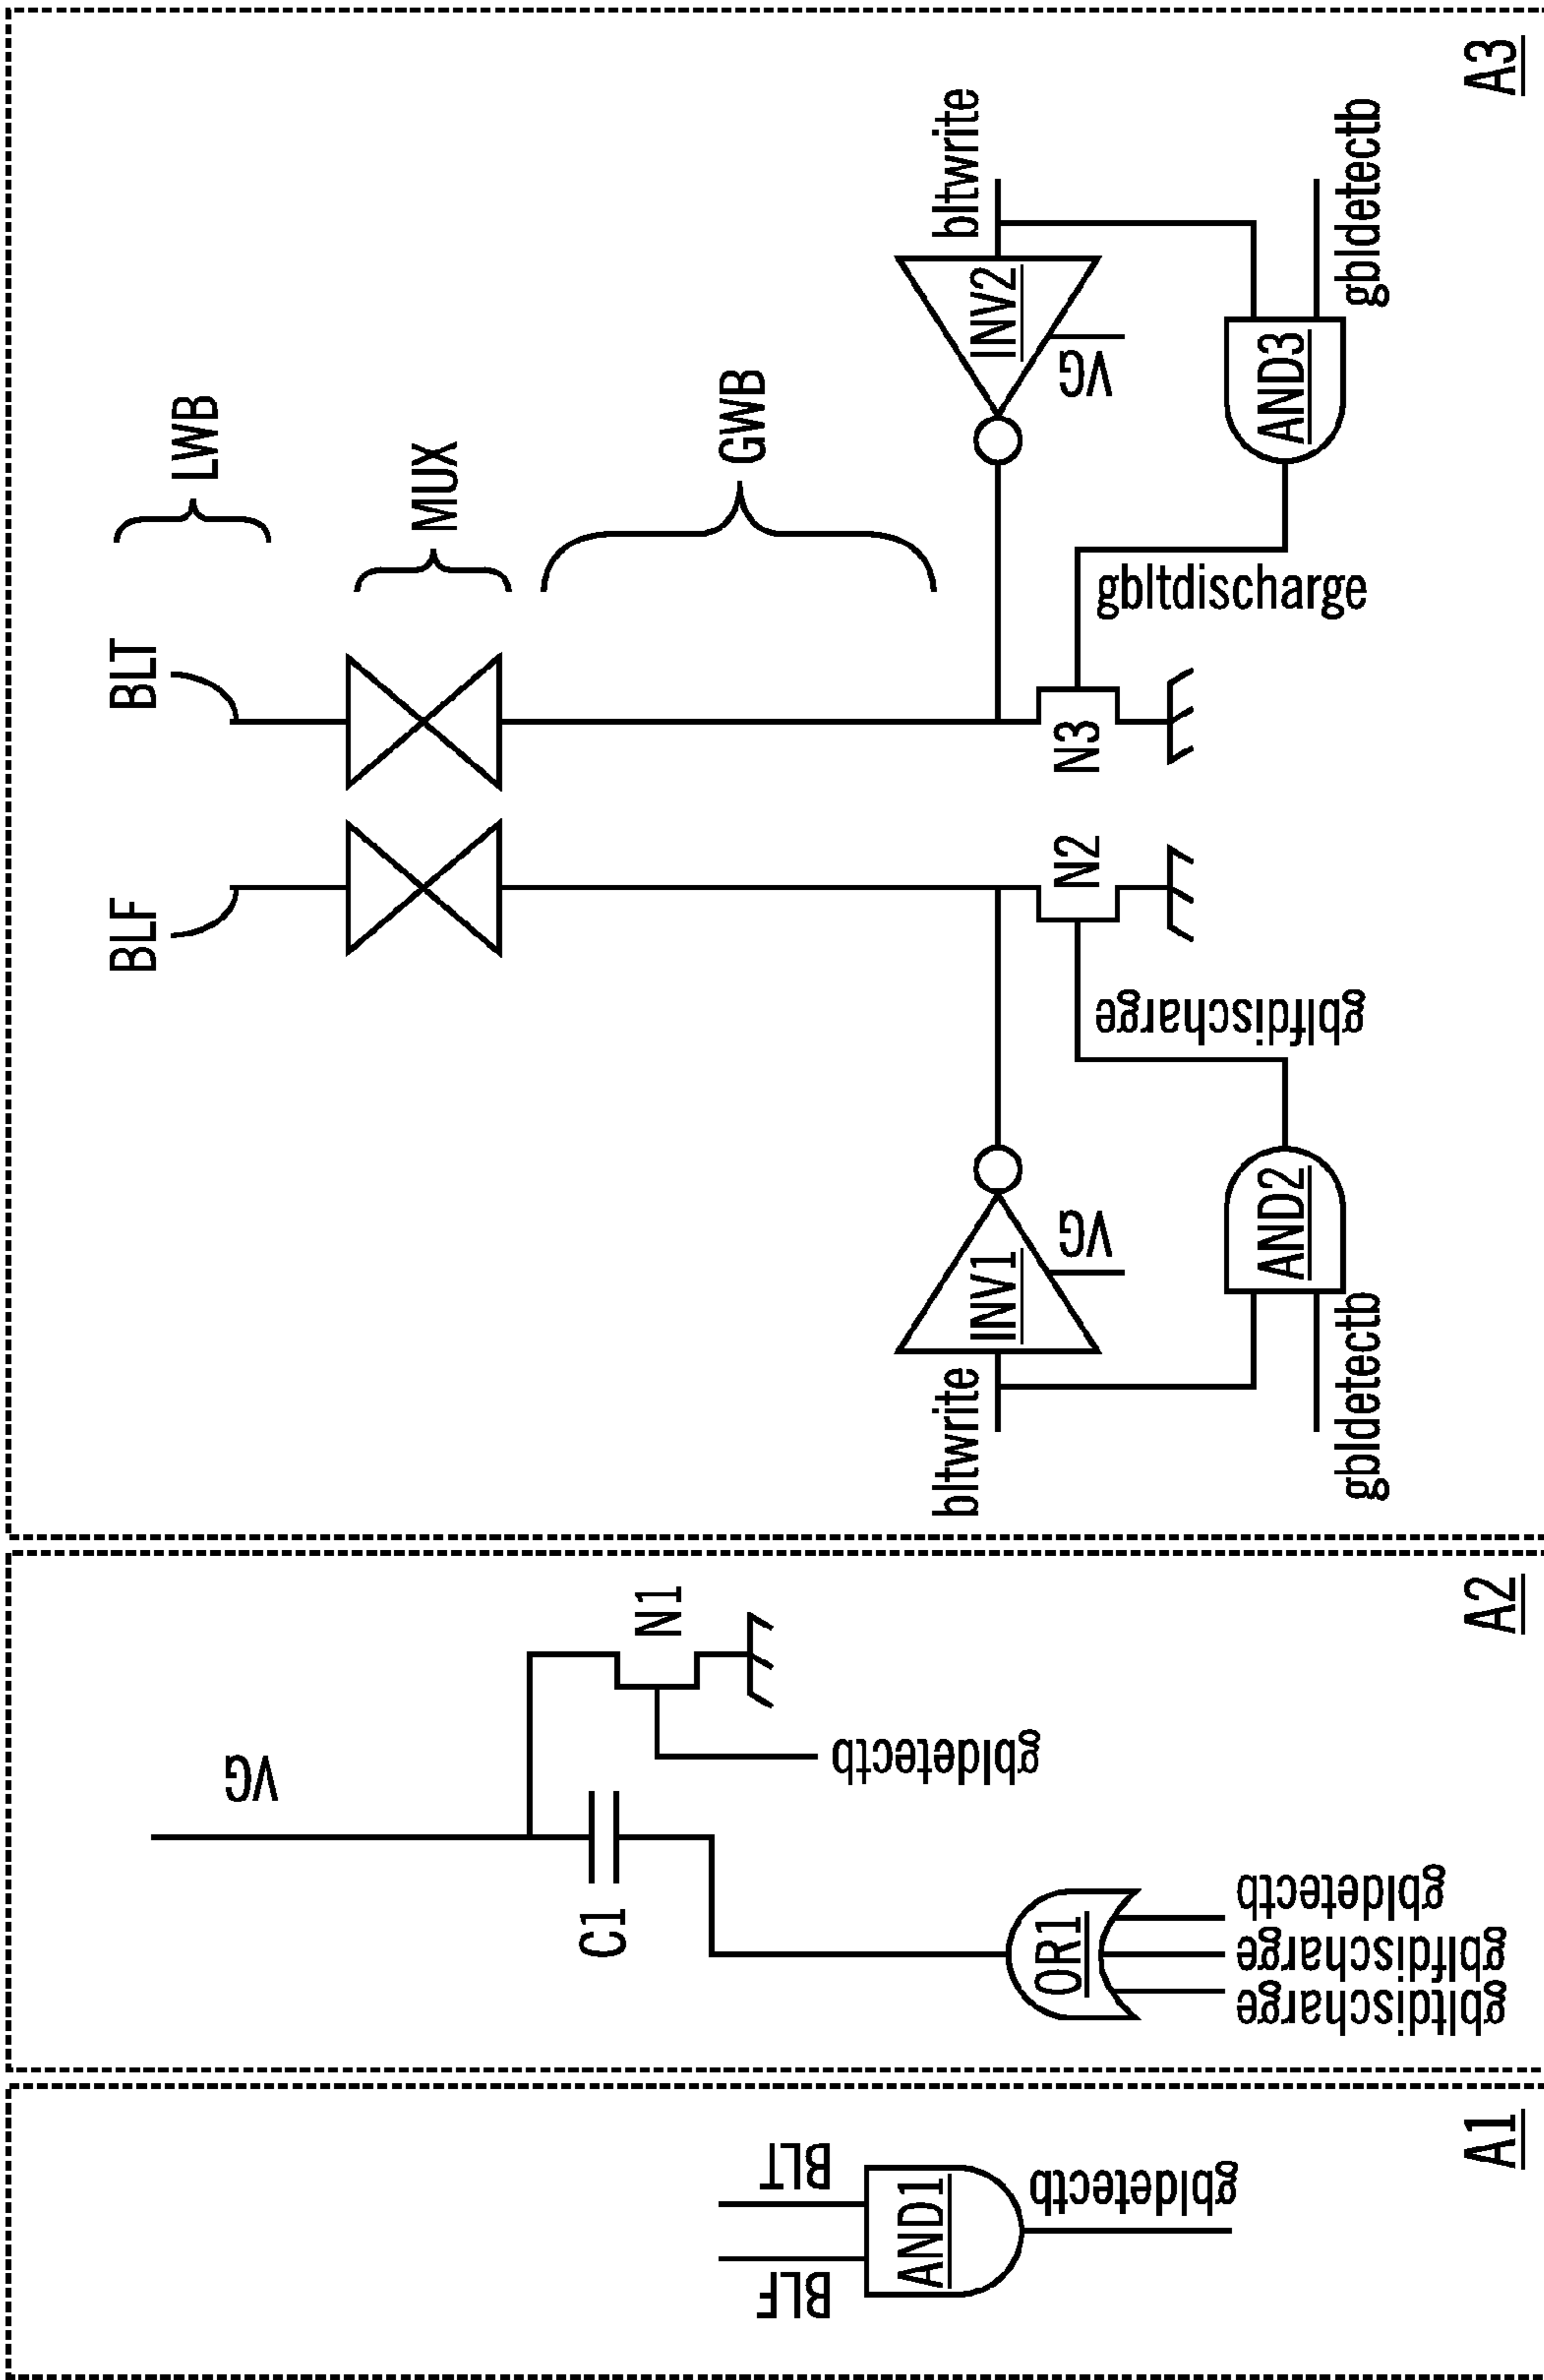 BLF
BLT
LWB
MUX
GWB
bltwrite
INV1
VG
N2
N3
INV2
VG
bltwrite
gblfdischarge
gbltdischarge
AND2
gbldetectb
AND3
gbldetectb
A3
VG
N1
C1
gbldetectb
OR1
gbltdischarge
gblfdischarge
gbldetectb
A2
BLF
BLT
AND1
gbldetectb
A1